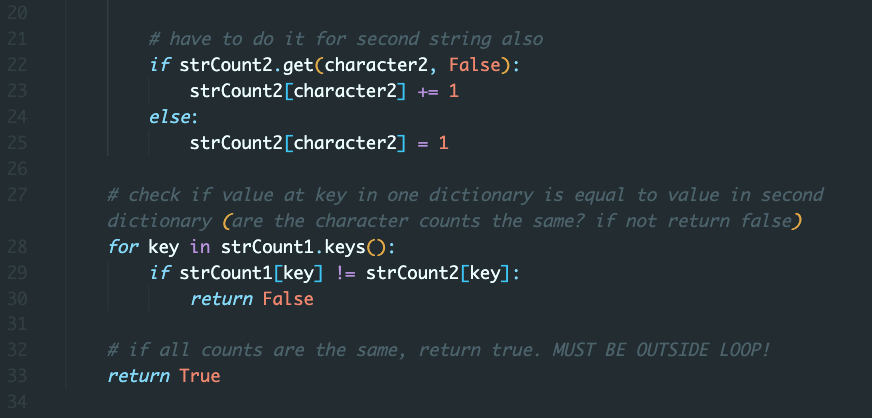 20
21 # have to do it for second string also
22 if strCount2.get(character2, False):
23 strCount2[character2] += 1
24 else:
25 strCount2[character2] = 1
26
27 # check if value at key in one dictionary is equal to value in second
dictionary (are the character counts the same? if not return false)
28 for key in strCount1.keys():
29 if strCount1[key] != strCount2[key]:
30 return False
31
32 # if all counts are the same, return true. MUST BE OUTSIDE LOOP!
33 return True
34